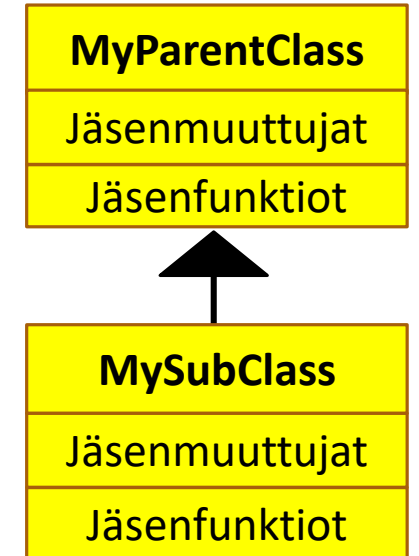 MyParentClass
Jäsenmuuttujat
Jäsenfunktiot
MySubClass
Jäsenmuuttujat
Jäsenfunktiot